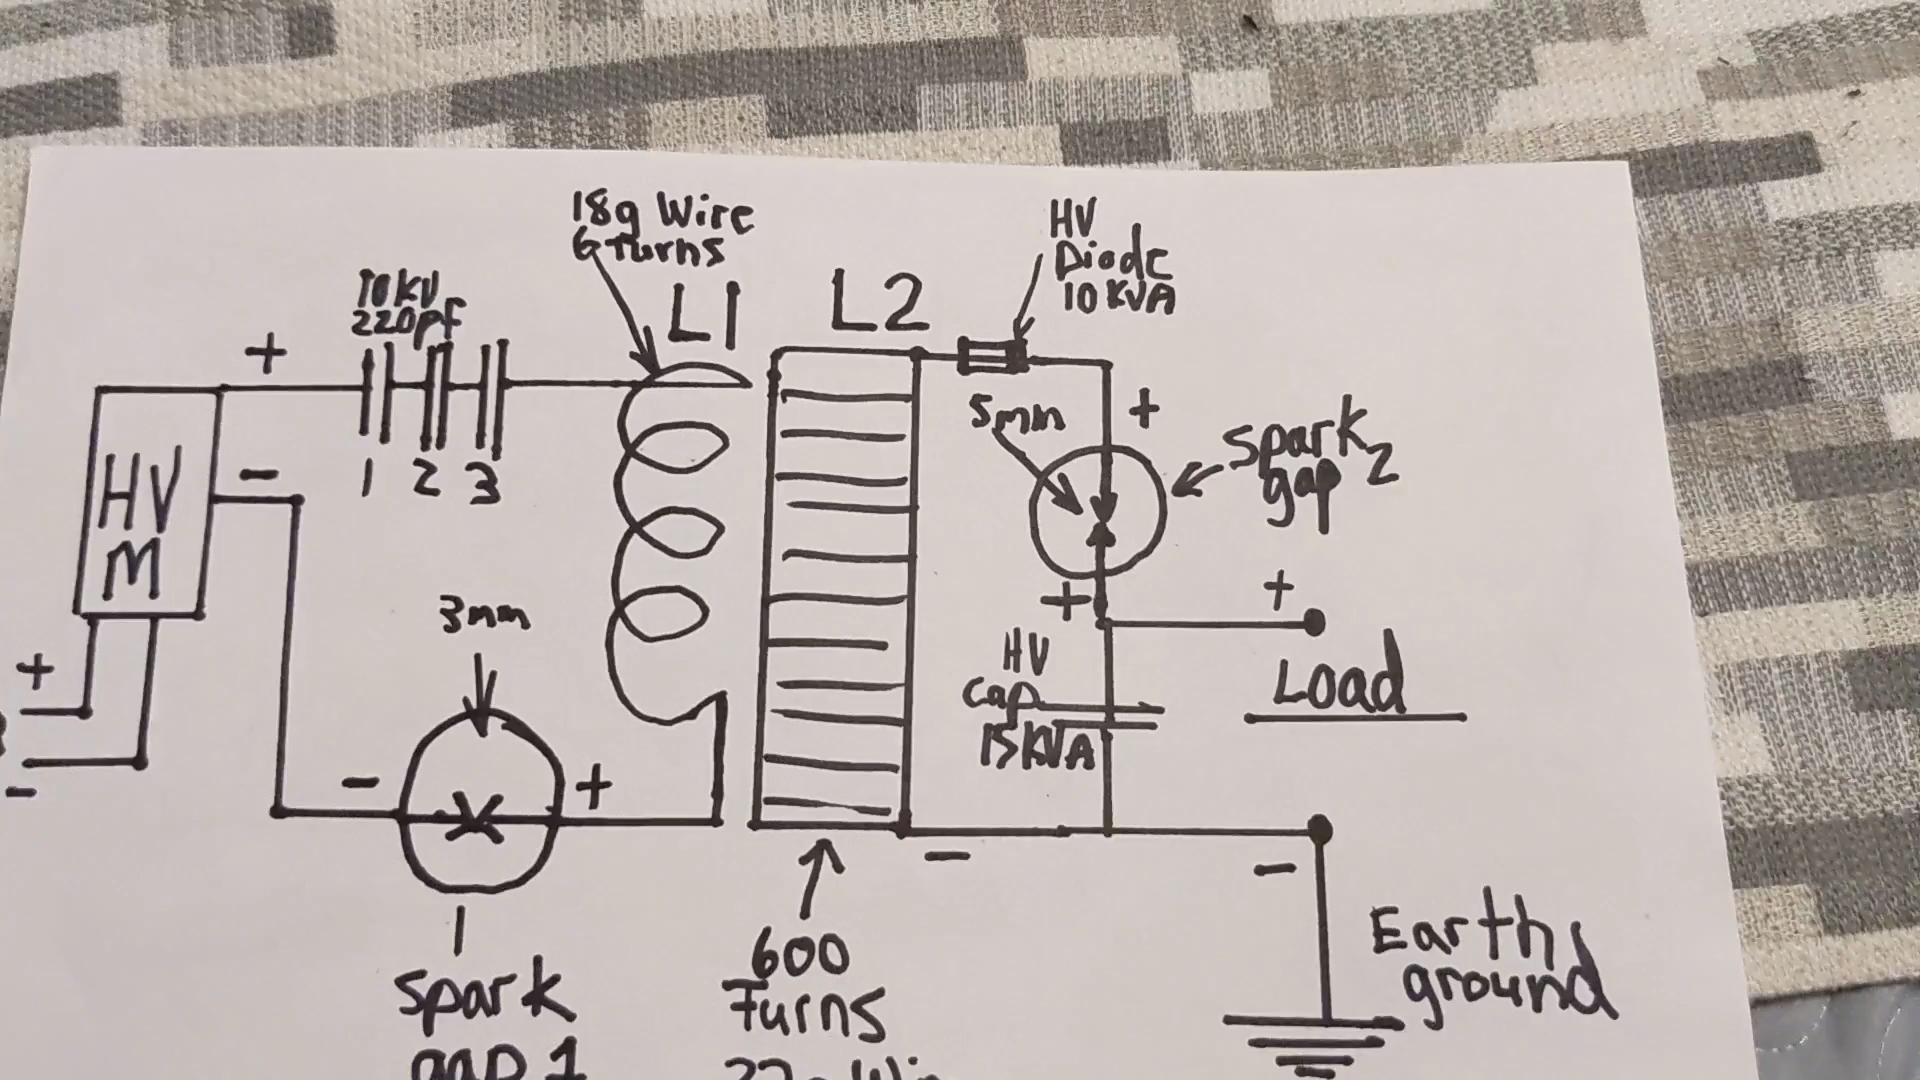 18g Wire
6 Turns
L1
L2
HV
Diode
10 KVA
10KV
220pf
+
1 2 3
HV
M
-
+
-
3mm
-
+
Spark
gap 1
5mm
+
Spark
gap 2
+
+
Load
HV
Cap
15KVA
-
-
600
Turns
Earth
ground